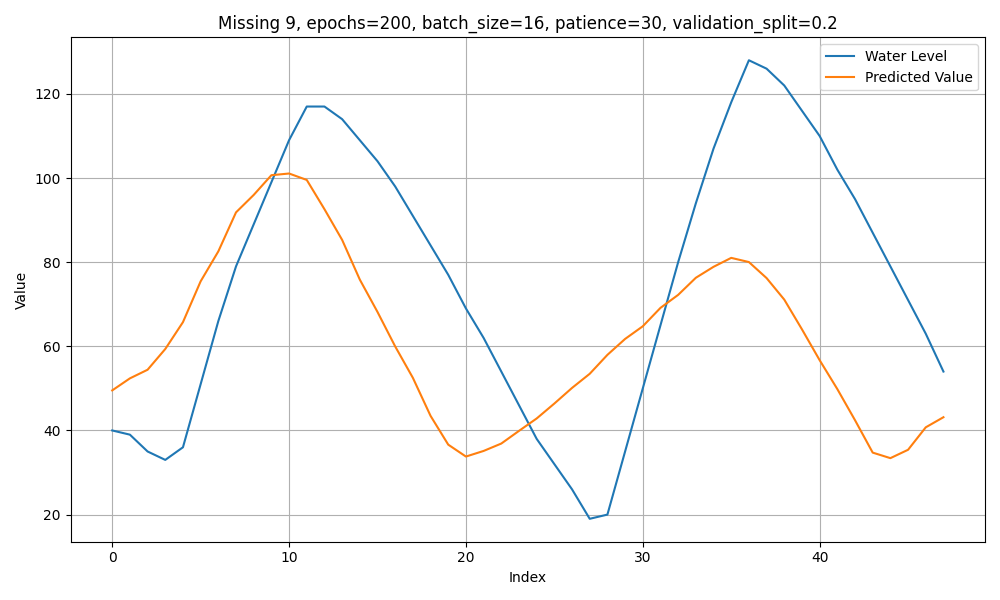 Missing 9, epochs=200, batch_size=16, patience=30, validation_split=0.2
Water Level
Predicted Value
120
100
80
60
40
20
Value
0 10 20 30 40
Index